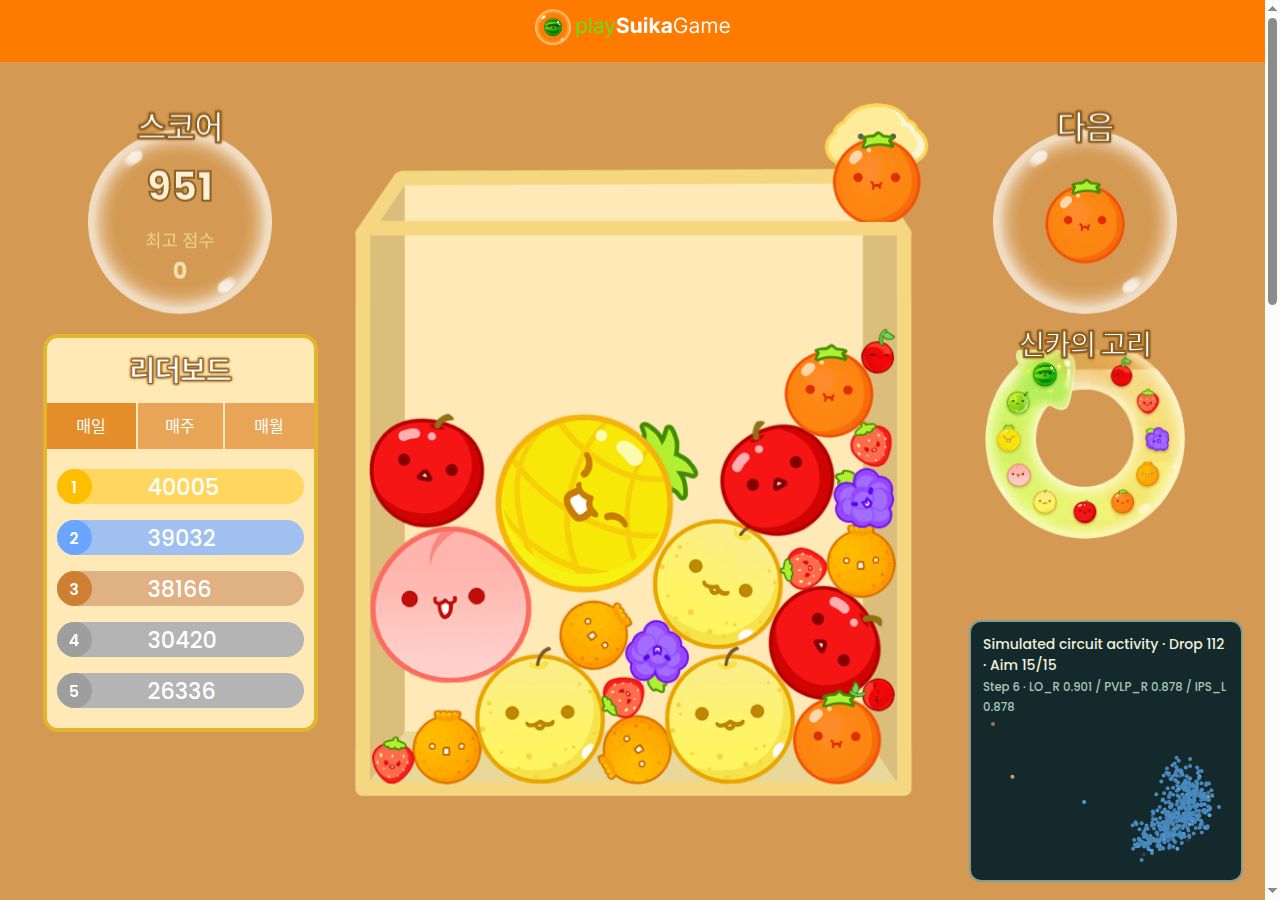 playSuikaGame
스코어
951
최고 점수
0
다음
리더보드
매일 매주 매월
1 40005
2 39032
3 38166
4 30420
5 26336
신카의 고리
Simulated circuit activity · Drop 112
· Aim 15/15
Step 6 · LO_R 0.901 / PVLP_R 0.878 / IPS_L
0.878